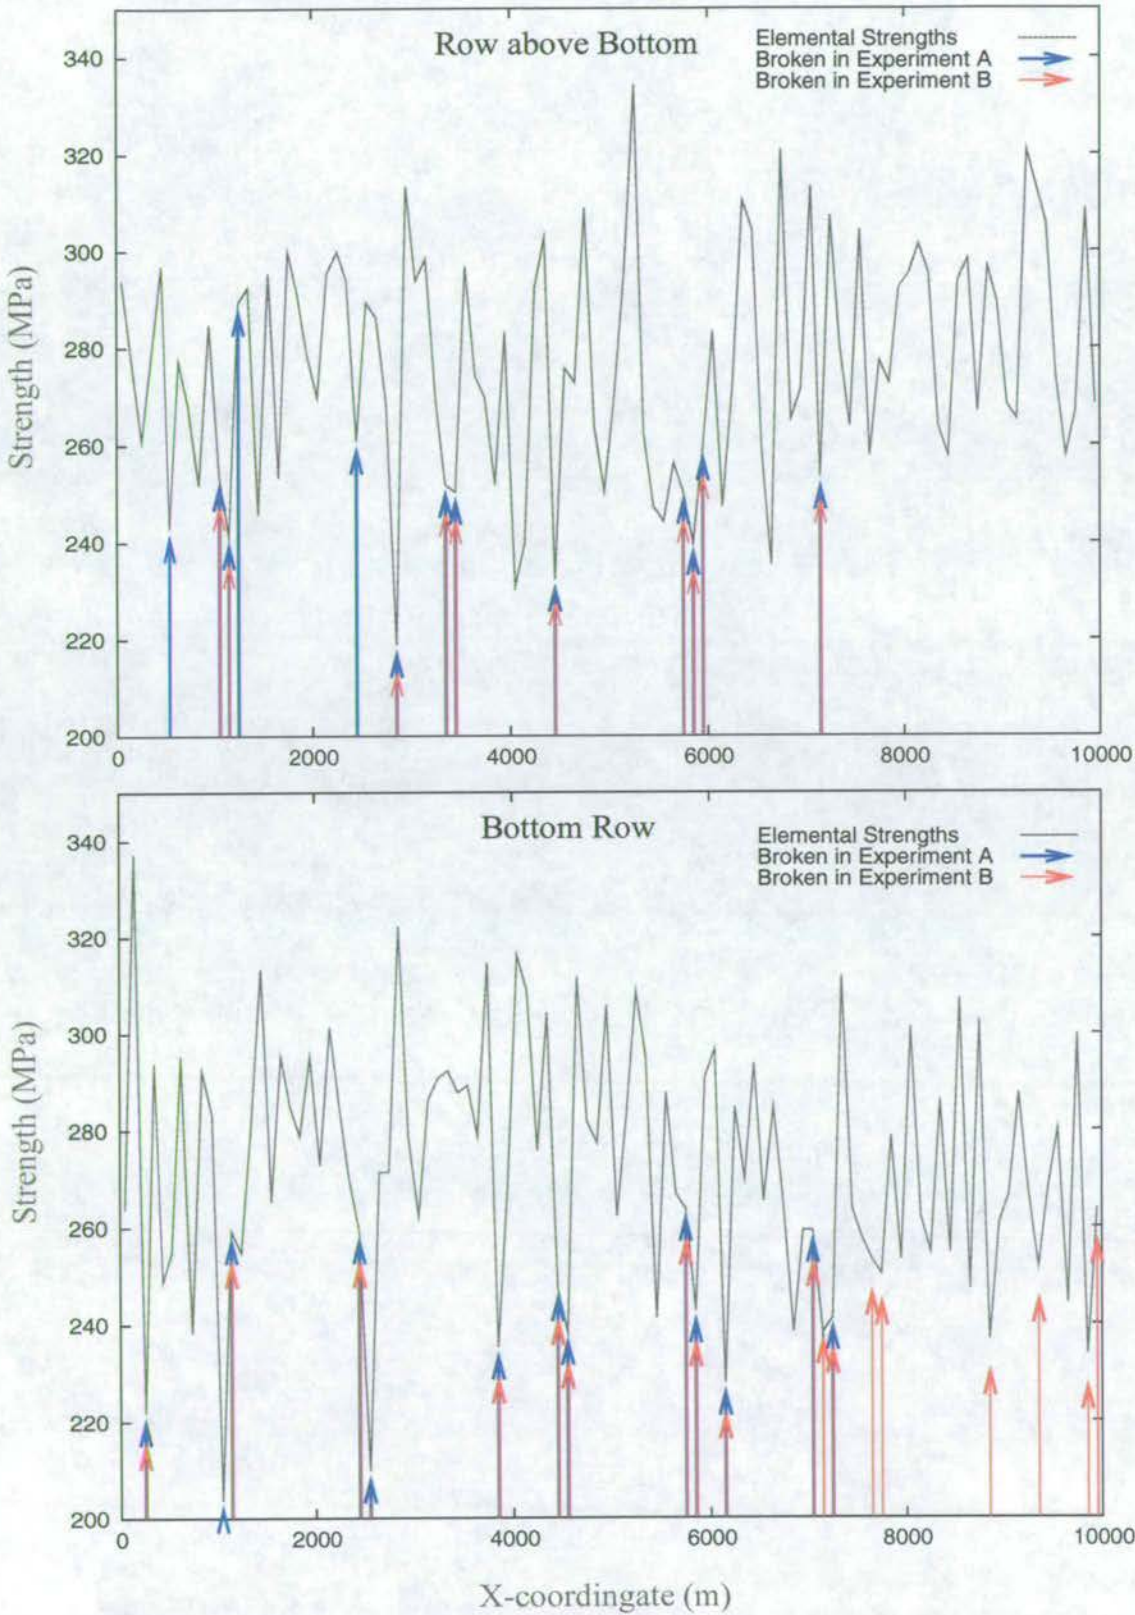 Row above Bottom
Elemental Strengths
Broken in Experiment A
Broken in Experiment B
340
320
300
280
260
240
220
200
Strength (MPa)
0
2000
4000
6000
8000
10000
Bottom Row
Elemental Strengths
Broken in Experiment A
Broken in Experiment B
340
320
300
280
260
240
220
200
Strength (MPa)
0
2000
4000
6000
8000
10000
X-coordingate (m)